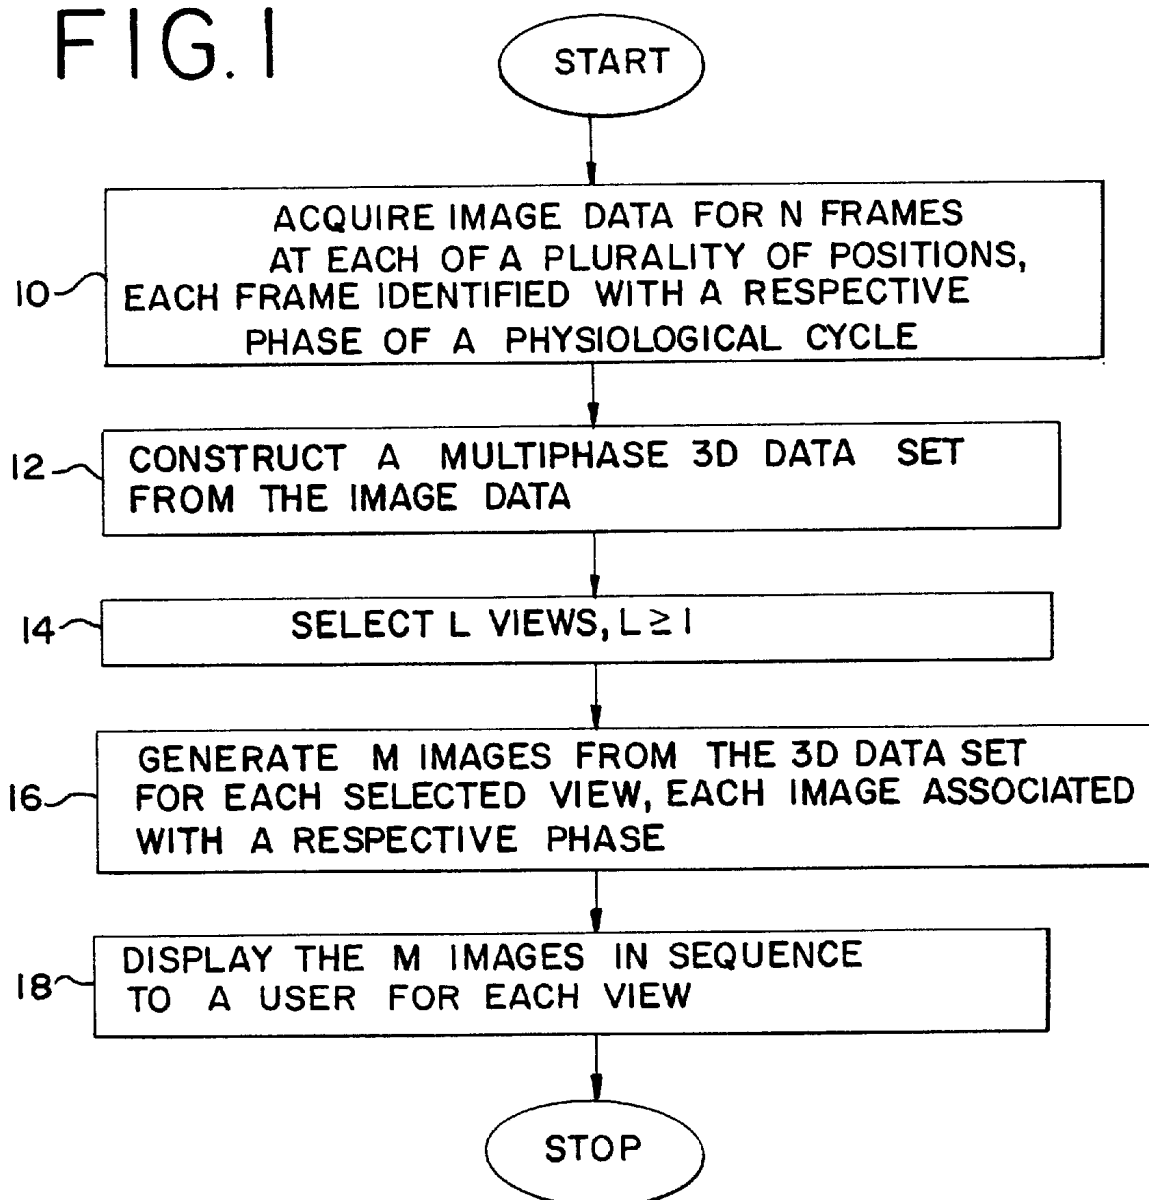 FIG. 1
START
10
ACQUIRE IMAGE DATA FOR N FRAMES
AT EACH OF A PLURALITY OF POSITIONS,
EACH FRAME IDENTIFIED WITH A RESPECTIVE
PHASE OF A PHYSIOLOGICAL CYCLE
12
CONSTRUCT A MULTIPHASE 3D DATA SET
FROM THE IMAGE DATA
14
SELECT L VIEWS, L ≥ 1
16
GENERATE M IMAGES FROM THE 3D DATA SET
FOR EACH SELECTED VIEW, EACH IMAGE ASSOCIATED
WITH A RESPECTIVE PHASE
18
DISPLAY THE M IMAGES IN SEQUENCE
TO A USER FOR EACH VIEW
STOP